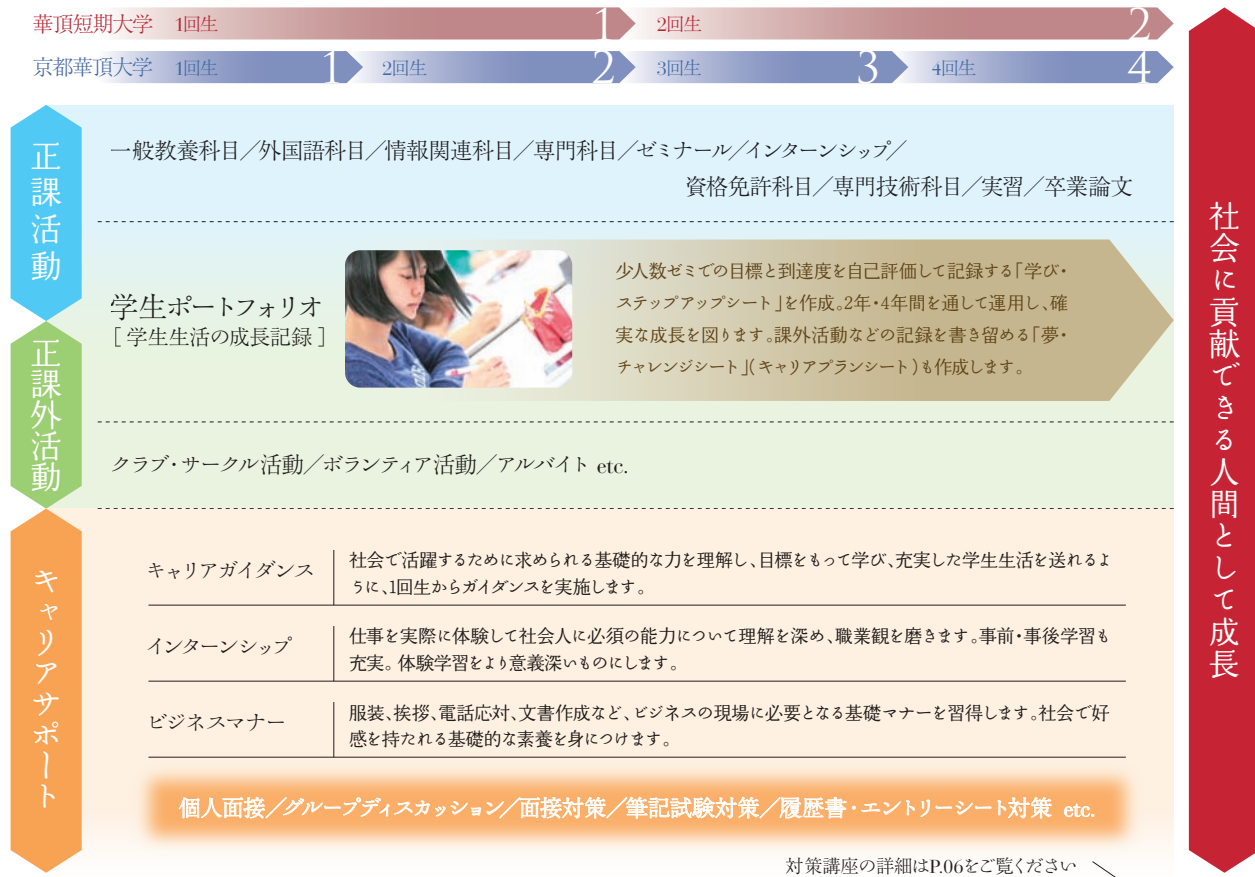 華頂短期大学 1回生 1 2回生 2
京都華頂大学 1回生 1 2回生 2 3回生 3 4回生 4
正課活動
一般教養科目／外国語科目／情報関連科目／専門科目／ゼミナール／インターンシップ／
資格免許科目／専門技術科目／実習／卒業論文
学生ポートフォリオ
[ 学生生活の成長記録 ]
少人数ゼミでの目標と到達度を自己評価して記録する「学び・
ステップアップシート」を作成。2年・4年間を通して運用し、確
実な成長を図ります。課外活動などの記録を書き留める「夢・
チャレンジシート」(キャリアプランシート)も作成します。
正課外活動
クラブ・サークル活動／ボランティア活動／アルバイト etc.
キャリアサポート
キャリアガイダンス
社会で活躍するために求められる基礎的な力を理解し、目標をもって学び、充実した学生生活を送れるよ
うに、1回生からガイダンスを実施します。
インターンシップ
仕事を実際に体験して社会人に必須の能力について理解を深め、職業観を磨きます。事前・事後学習も
充実。体験学習をより意義深いものにします。
ビジネスマナー
服装、挨拶、電話応対、文書作成など、ビジネスの現場に必要となる基礎マナーを習得します。社会で好
感を持たれる基礎的な素養を身につけます。
個人面接／グループディスカッション／面接対策／筆記試験対策／履歴書・エントリーシート対策 etc.
対策講座の詳細はP.06をご覧ください
社会に貢献できる人間として成長